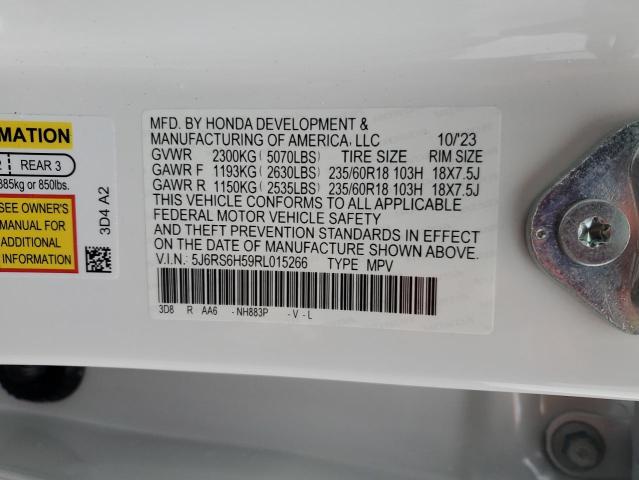 MFD. BY HONDA DEVELOPMENT &
MANUFACTURING OF AMERICA, LLC 10/'23
GVWR 2300KG (5070LBS) TIRE SIZE RIM SIZE
GAWR F 1193KG (2630LBS) 235/60R18 103H 18X7.5J
GAWR R 1150KG (2535LBS) 235/60R18 103H 18X7.5J
THIS VEHICLE CONFORMS TO ALL APPLICABLE
FEDERAL MOTOR VEHICLE SAFETY
AND THEFT PREVENTION STANDARDS IN EFFECT
ON THE DATE OF MANUFACTURE SHOWN ABOVE.
V.I.N.: 5J6RS6H59RL015266 TYPE MPV
3D8 R AA6 -NH883P -V-L
MATION
2 REAR 3
385kg or 850lbs.
SEE OWNER'S
MANUAL FOR
ADDITIONAL
INFORMATION
3D4 A2